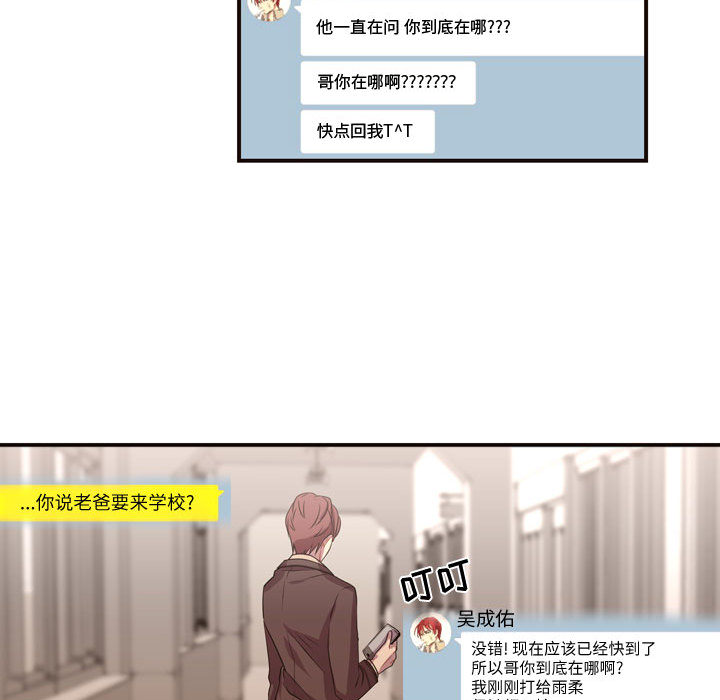 他一直在问 你到底在哪???
哥你在哪啊???????
快点回我T^T
...你说老爸要来学校?
叮叮
吴成佑
没错! 现在应该已经快到了
所以哥你到底在哪啊?
我刚刚打给雨柔